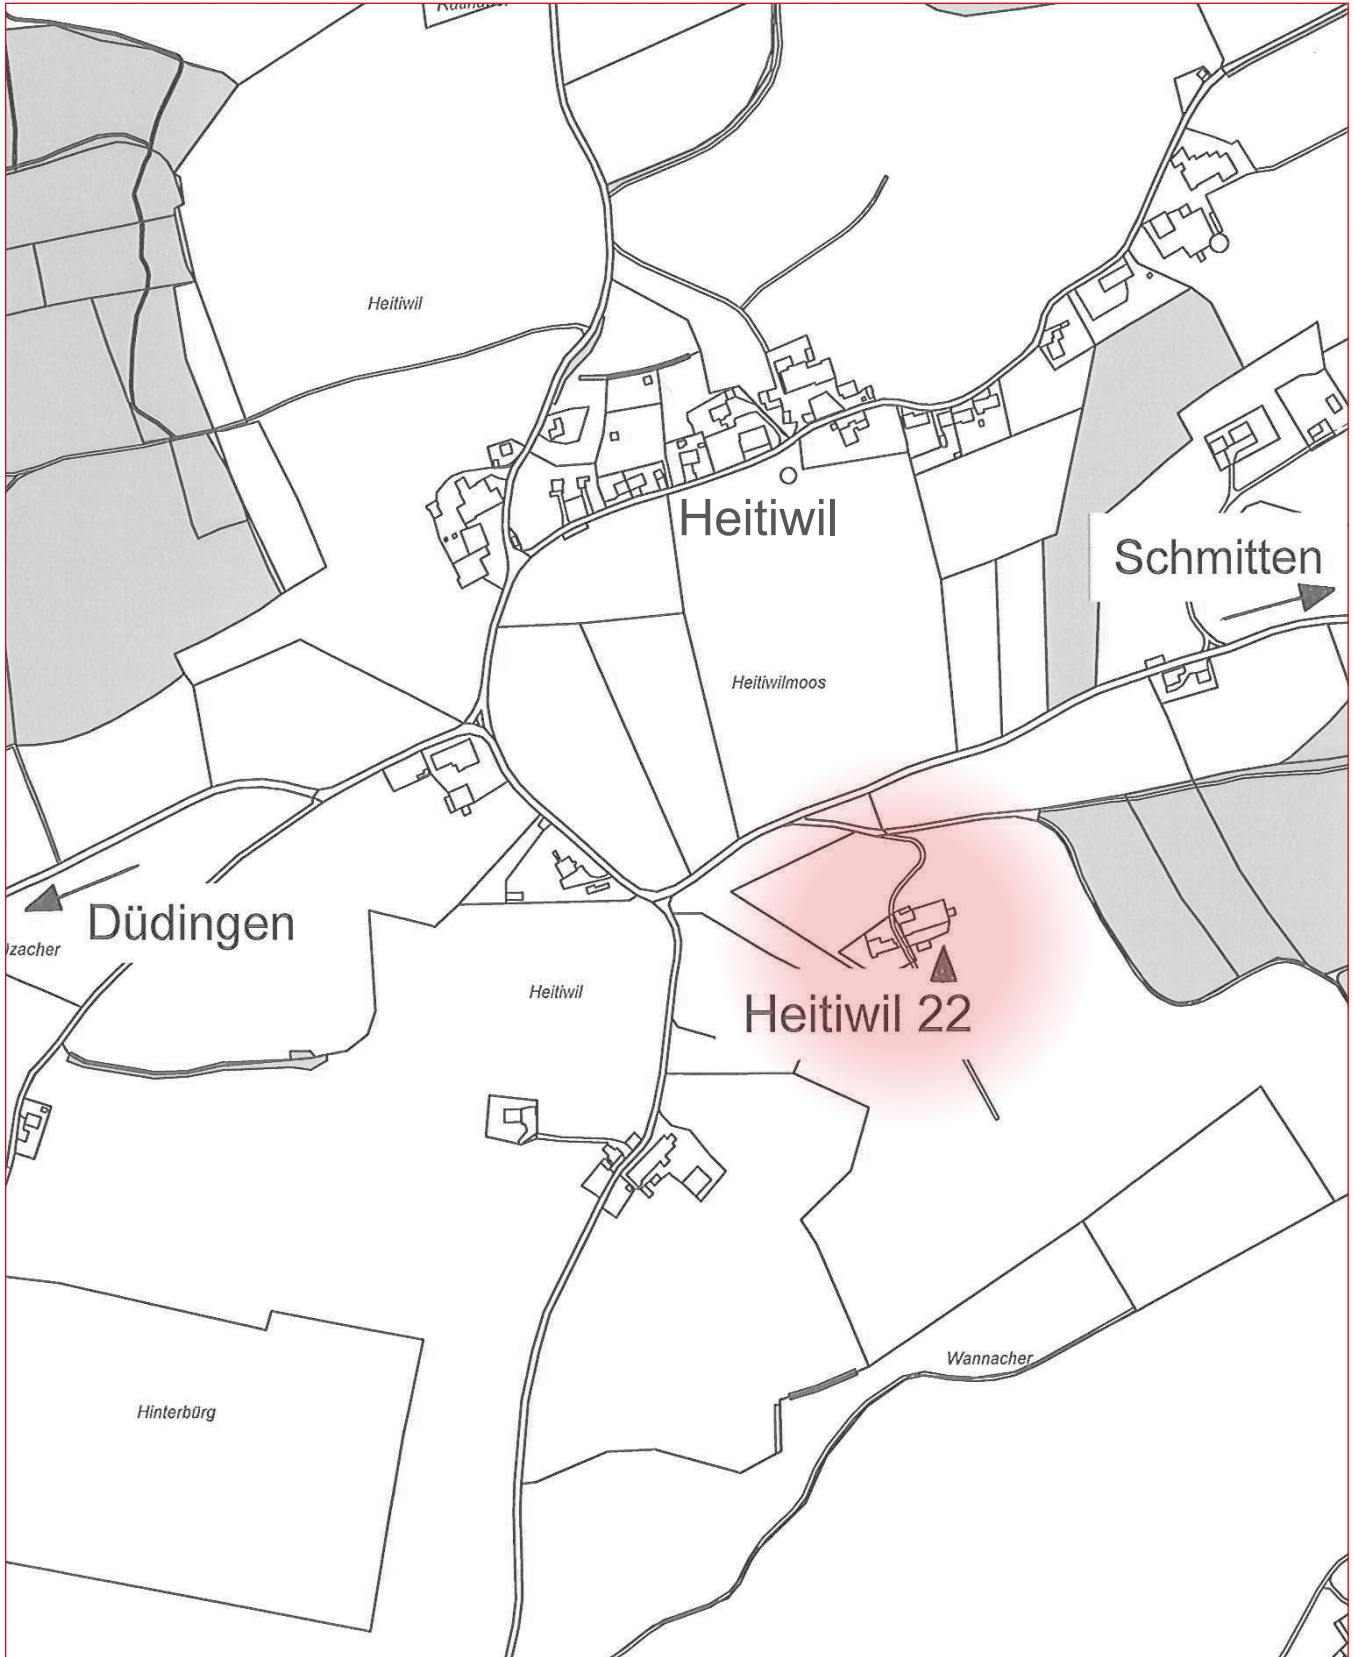 Heitiwil
Heitiwil
Schmitten
Heitiwilmoos
Düdingen
zacher
Heitiwil
Heitiwil 22
Wannacher
Hinterbürg